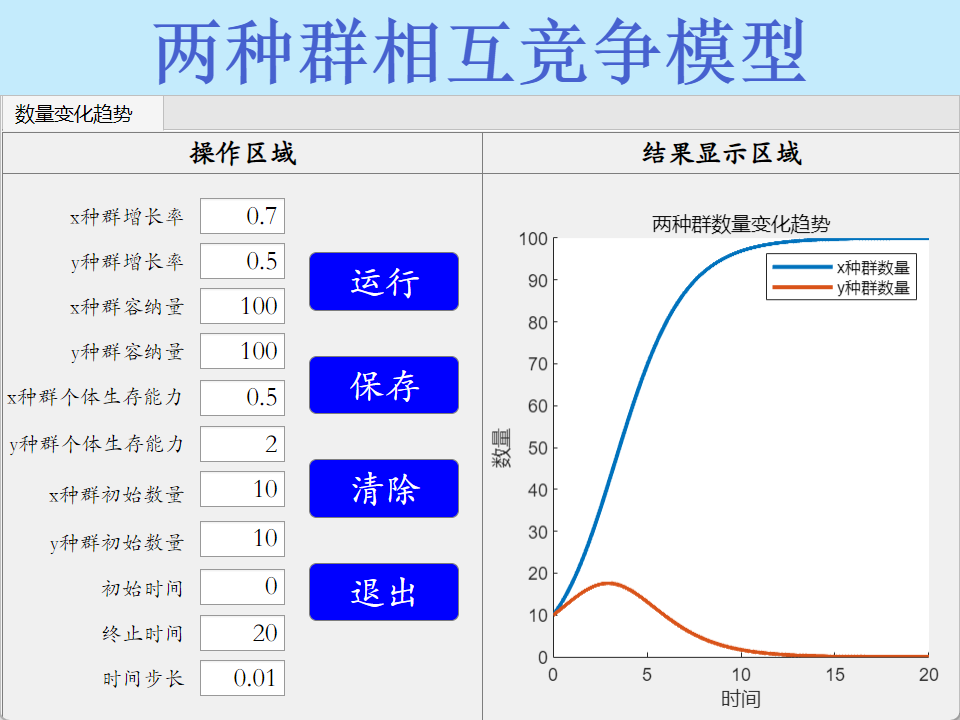 两种群相互竞争模型
数量变化趋势
操作区域
x种群增长率 0.7
y种群增长率 0.5
x种群容纳量 100
y种群容纳量 100
x种群个体生存能力 0.5
y种群个体生存能力 2
x种群初始数量 10
y种群初始数量 10
初始时间 0
终止时间 20
时间步长 0.01
运行
保存
清除
退出
结果显示区域
两种群数量变化趋势
x种群数量
y种群数量
数量
100
90
80
70
60
50
40
30
20
10
0
0 5 10 15 20
时间